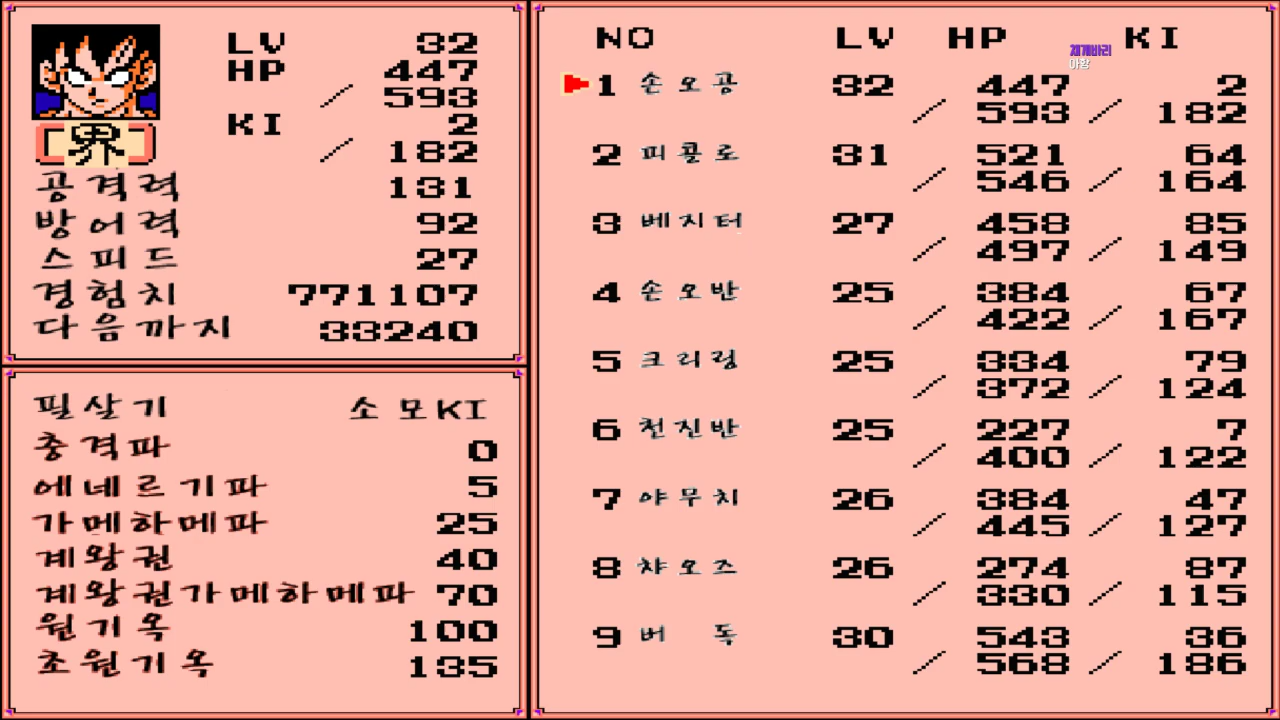 LV 32
HP 447
／ 593
KI 2
／ 182
界
공격력 131
방어력 92
스피드 27
경험치 771107
다음까지 33240
필살기 소모KI
충격파 0
에네르기파 5
가메하메파 25
계왕권 40
계왕권가메하메파 70
원기옥 100
초원기옥 135
NO LV HP KI
제게바리
아항
1 손오공 32 447 2
／ 593 ／ 182
2 피콜로 31 521 64
／ 546 ／ 164
3 베지터 27 458 85
／ 497 ／ 149
4 손오반 25 384 67
／ 422 ／ 167
5 크리링 25 334 79
／ 372 ／ 124
6 천진반 25 227 7
／ 400 ／ 122
7 야무치 26 384 47
／ 445 ／ 127
8 챠오즈 26 274 87
／ 330 ／ 115
9 버 독 30 543 36
／ 568 ／ 186